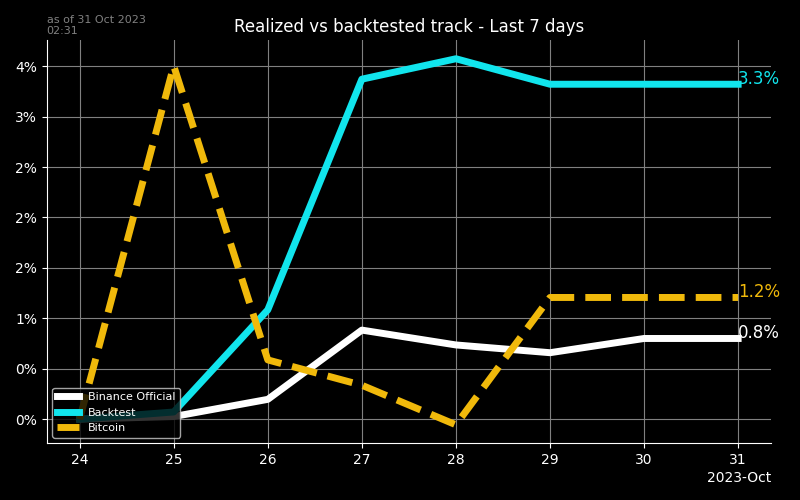 as of 31 Oct 2023
02:31
Realized vs backtested track - Last 7 days
4%
3%
2%
2%
2%
1%
0%
0%
3.3%
1.2%
0.8%
Binance Official
Backtest
Bitcoin
24 25 26 27 28 29 30 31
2023-Oct